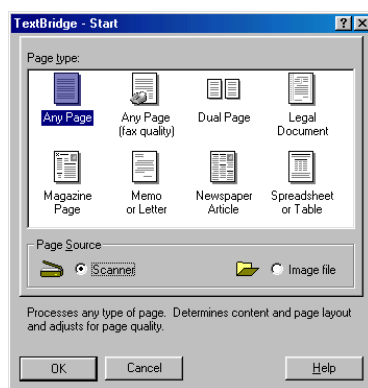 TextBridge - Start
Page type:
Any Page
Any Page
(fax quality)
Dual Page
Legal
Document
Magazine
Page
Memo
or Letter
Newspaper
Article
Spreadsheet
or Table
Page Source
Scanner
Image file
Processes any type of page. Determines content and page layout
and adjusts for page quality.
OK
Cancel
Help